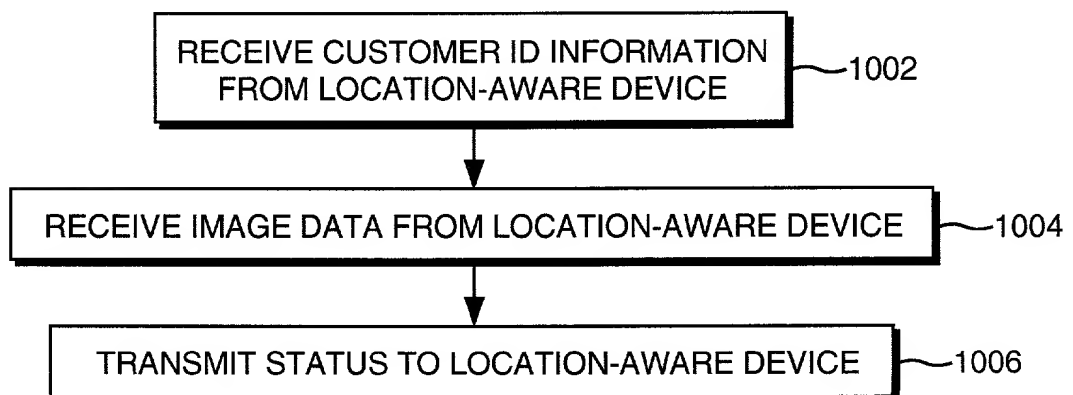 RECEIVE CUSTOMER ID INFORMATION
FROM LOCATION-AWARE DEVICE
1002
RECEIVE IMAGE DATA FROM LOCATION-AWARE DEVICE
1004
TRANSMIT STATUS TO LOCATION-AWARE DEVICE
1006